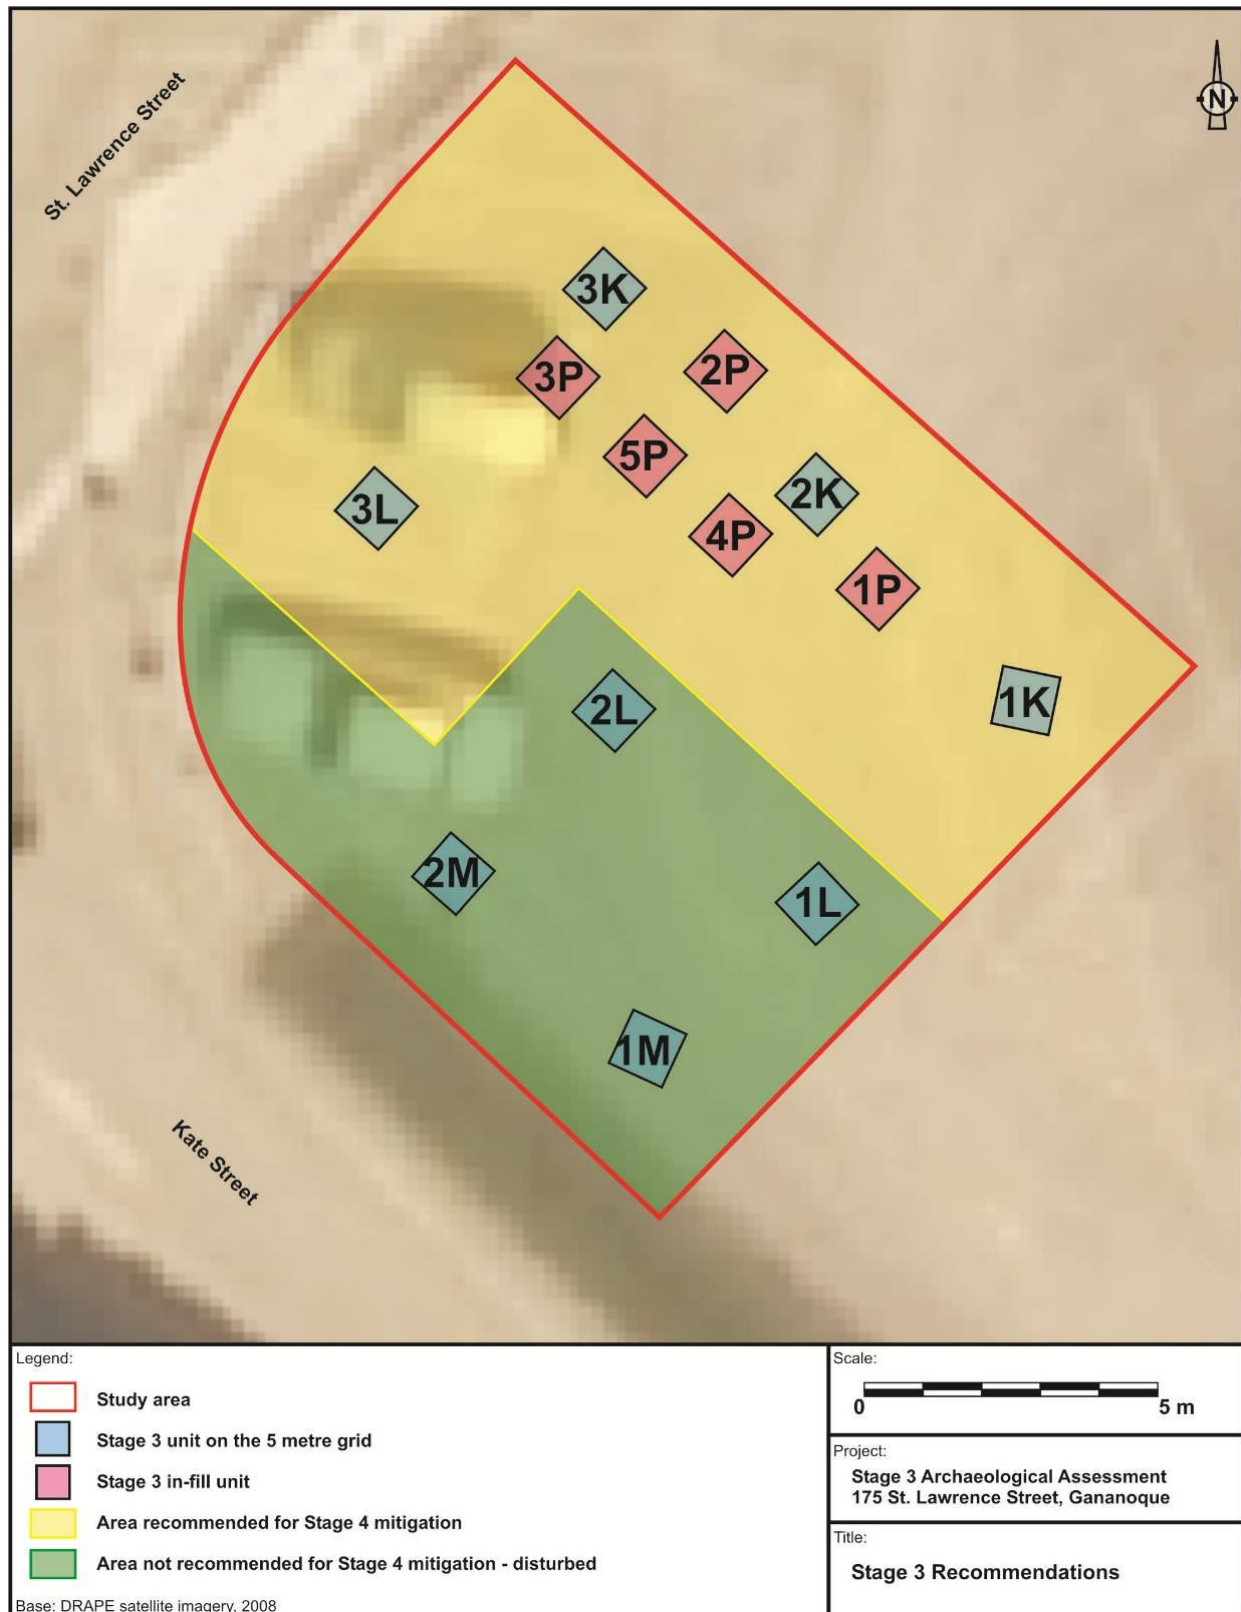 St. Lawrence Street
N
3K
3P
2P
5P
2K
3L
4P
1P
1K
2L
2M
1L
1M
Kate Street
Legend:
Study area
Stage 3 unit on the 5 metre grid
Stage 3 in-fill unit
Area recommended for Stage 4 mitigation
Area not recommended for Stage 4 mitigation - disturbed
Base: DRAPE satellite imagery, 2008
Scale:
0 5 m
Project:
Stage 3 Archaeological Assessment
175 St. Lawrence Street, Gananoque
Title:
Stage 3 Recommendations